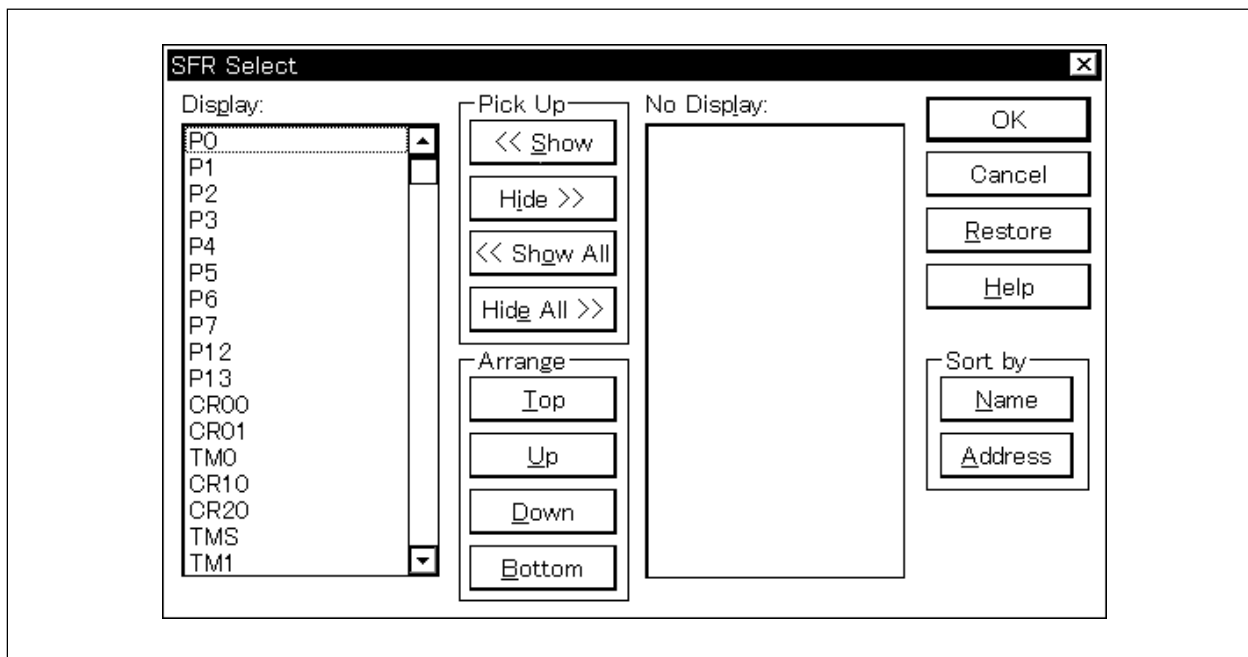 SFR Select
Display:
P0
P1
P2
P3
P4
P5
P6
P7
P12
P13
CR00
CR01
TM0
CR10
CR20
TMS
TM1
Pick Up
<< Show
Hide >>
<< Show All
Hide All >>
Arrange
Top
Up
Down
Bottom
No Display:
OK
Cancel
Restore
Help
Sort by
Name
Address